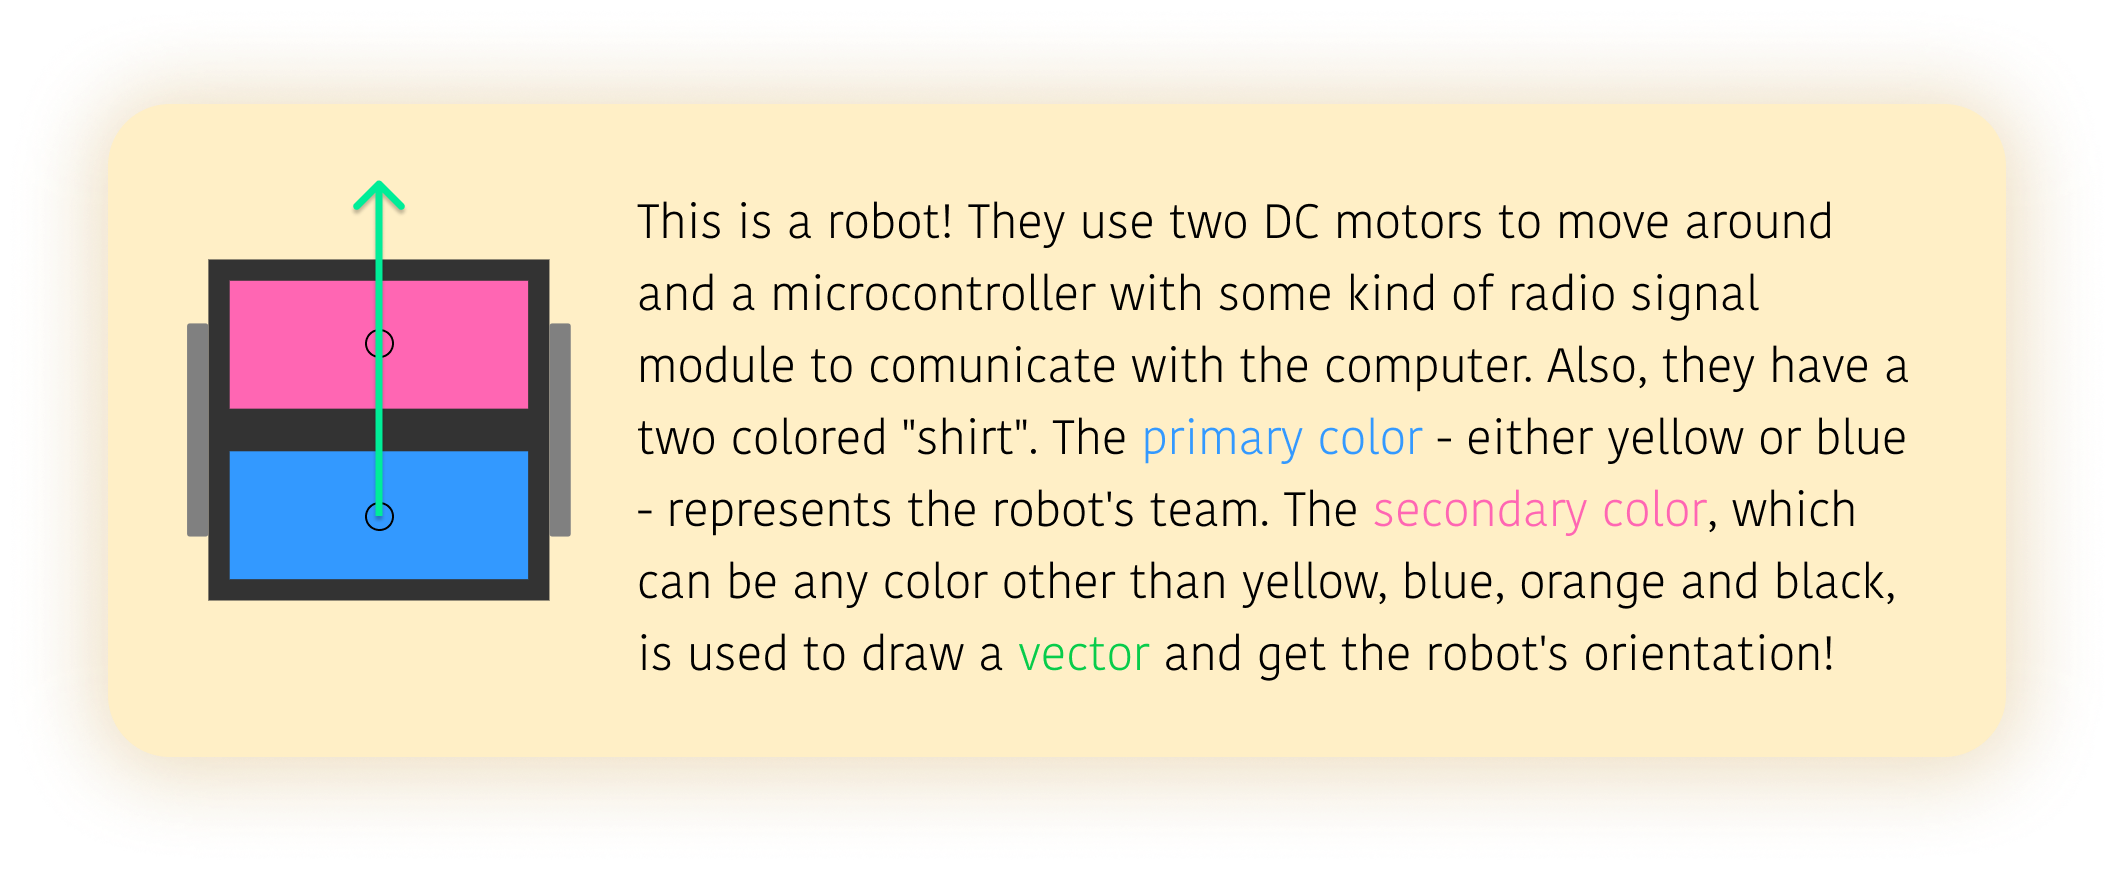 This is a robot! They use two DC motors to move around
and a microcontroller with some kind of radio signal
module to comunicate with the computer. Also, they have a
two colored "shirt". The primary color - either yellow or blue
- represents the robot's team. The secondary color, which
can be any color other than yellow, blue, orange and black,
is used to draw a vector and get the robot's orientation!